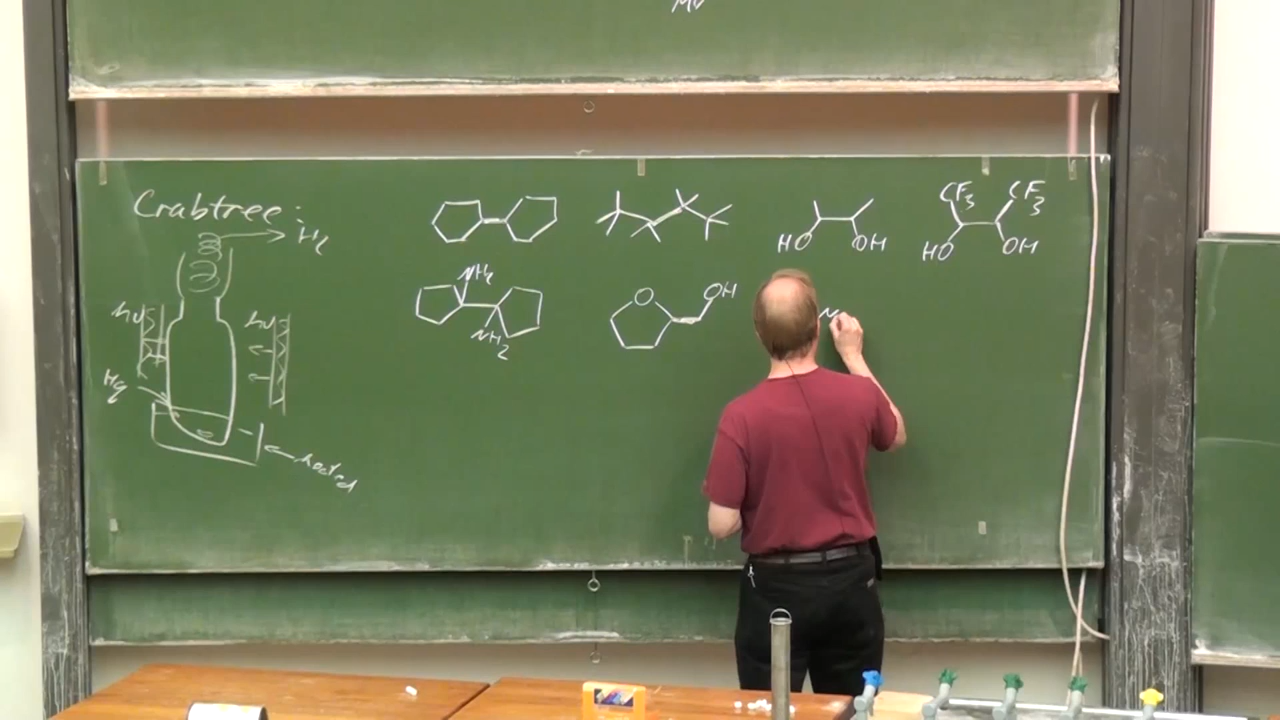 Crabtree:
H2
hν
hν
Hg
heated
HO OH
CF3 CF3
HO OH
NH2
NH2
O OH